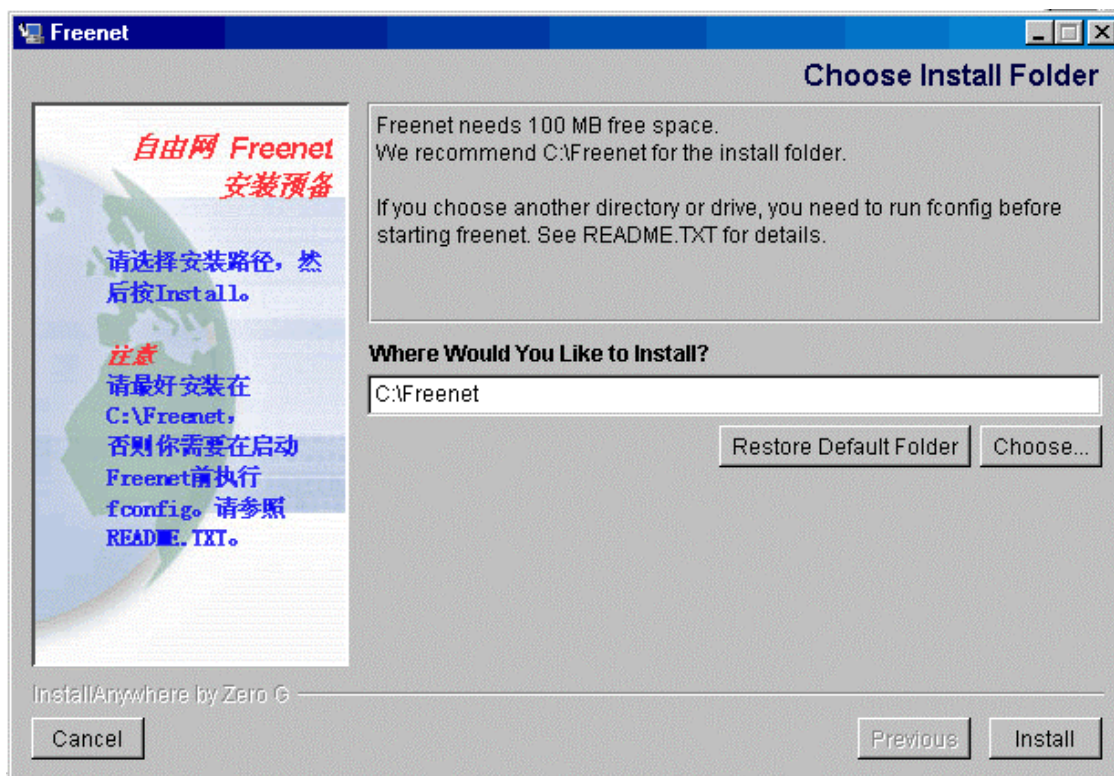 Freenet
Choose Install Folder
自由网 Freenet
安装预备
请选择安装路径，然
后按Install。
注意
请最好安装在
C:\Freenet，
否则你需要在启动
Freenet前执行
fconfig。请参照
README.TXT。
Freenet needs 100 MB free space.
We recommend C:\Freenet for the install folder.
If you choose another directory or drive, you need to run fconfig before
starting freenet. See README.TXT for details.
Where Would You Like to Install?
C:\Freenet
Restore Default Folder
Choose...
InstallAnywhere by Zero G
Cancel
Previous
Install